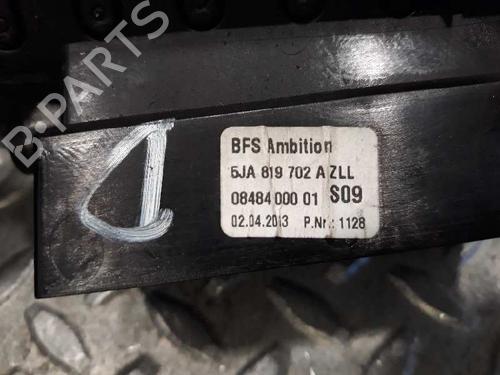 B-PARTS
D
BFS Ambition
5JA 819 702 A ZLL
08484 000 01 S09
02.04.2013 P.Nr.: 1128